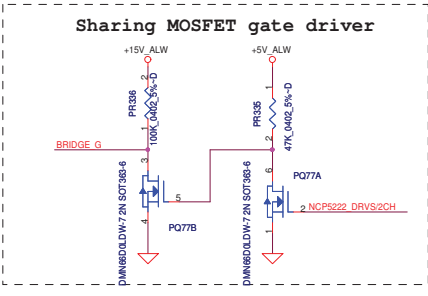 Sharing MOSFET gate driver
+15V_ALW
+5V_ALW
2
PR336
100K_0402_5%~D
1
1
PR335
47K_0402_5%~D
2
BRIDGE_G
3
5
4
PQ77B
DMN66D0LDW-7 2N SOT363-6
6
PQ77A
2
NCP5222_DRVS/2CH
1
DMN66D0LDW-7 2N SOT363-6